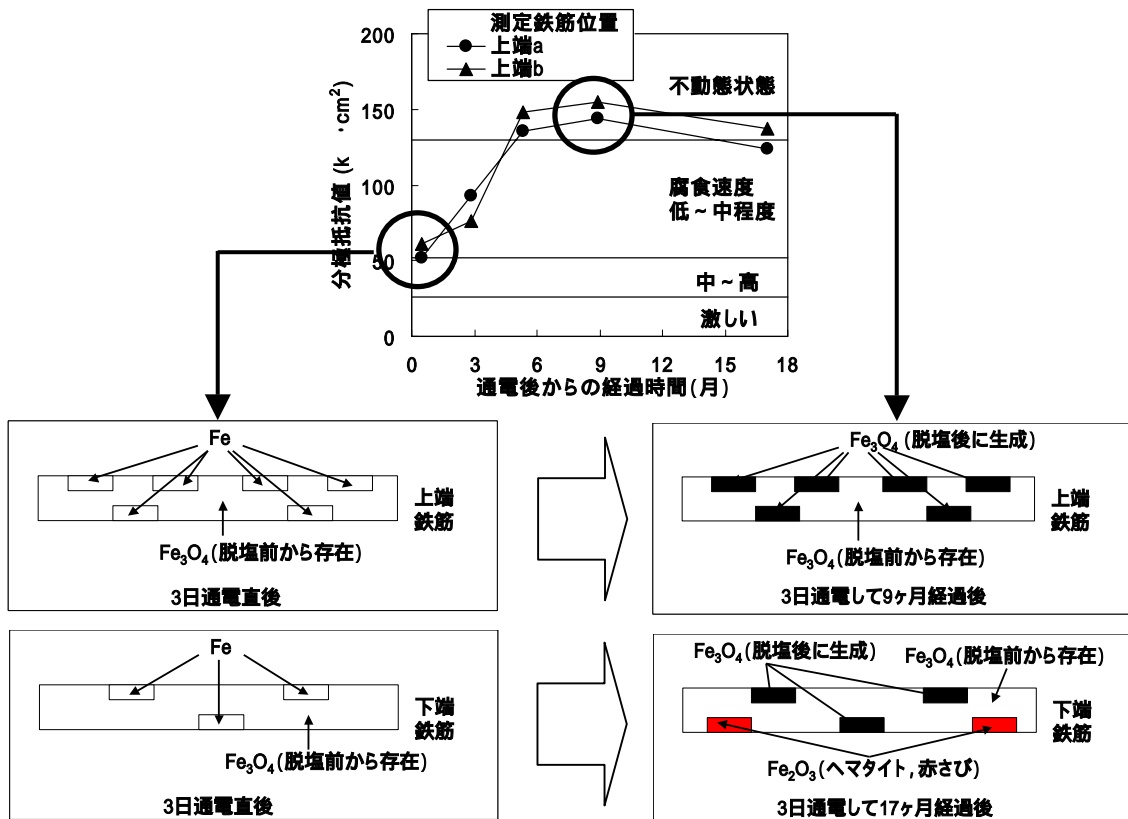 測定鉄筋位置
上端a
上端b
200
150
100
50
0
分極抵抗値(k ・cm²)
不動態状態
腐食速度
低～中程度
中～高
激しい
0 3 6 9 12 15 18
通電後からの経過時間(月)
Fe
上端
鉄筋
Fe₃O₄(脱塩前から存在)
3日通電直後
Fe₃O₄(脱塩後に生成)
上端
鉄筋
Fe₃O₄(脱塩前から存在)
3日通電して9ヶ月経過後
Fe
下端
鉄筋
Fe₃O₄(脱塩前から存在)
3日通電直後
Fe₃O₄(脱塩後に生成)
Fe₃O₄(脱塩前から存在)
下端
鉄筋
Fe₂O₃(ヘマタイト,赤さび)
3日通電して17ヶ月経過後